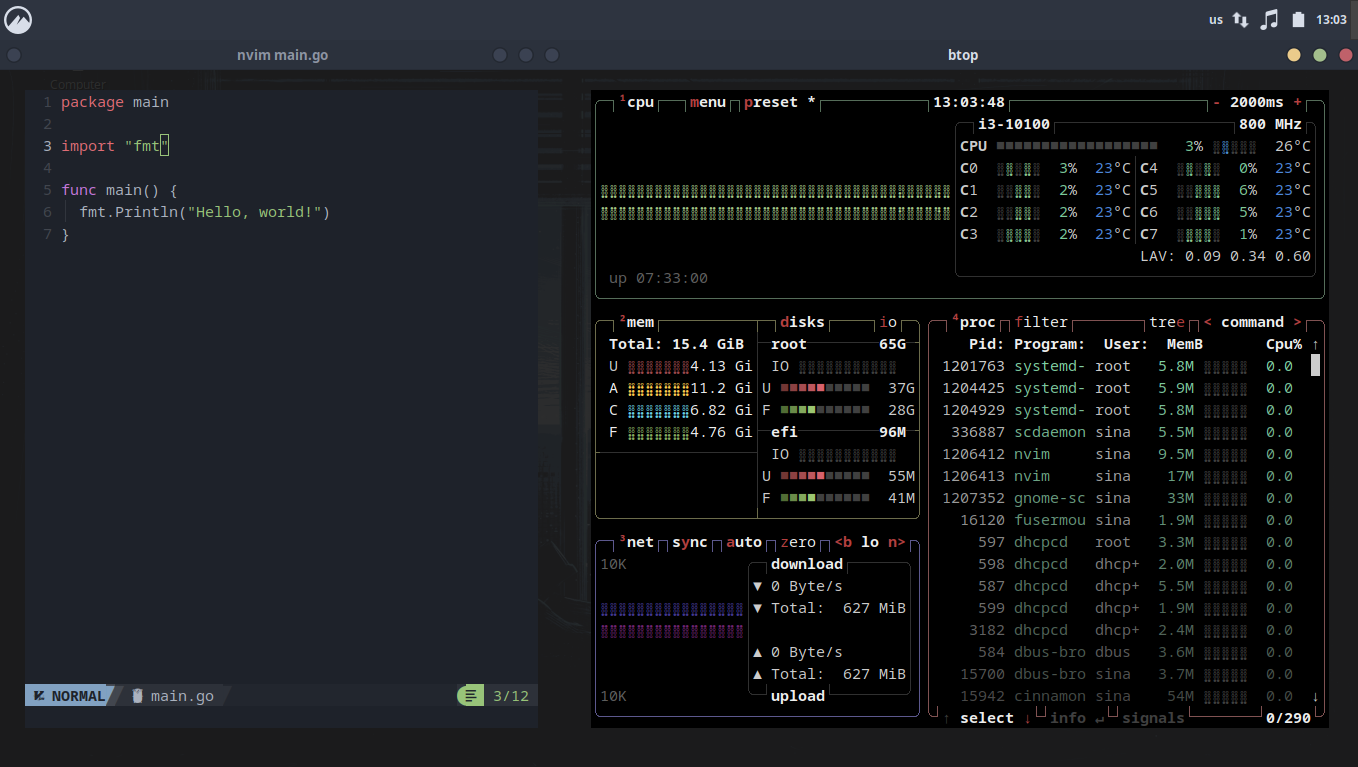 us 13:03
nvim main.go
btop
Computer
1 package main
2
3 import "fmt"
4
5 func main() {
6 fmt.Println("Hello, world!")
7 }
NORMAL main.go 3/12
1cpu menu preset * 13:03:48 - 2000ms +
i3-10100 800 MHz
CPU 3% 26°C
C0 3% 23°C C4 0% 23°C
C1 2% 23°C C5 6% 23°C
C2 2% 23°C C6 5% 23°C
C3 2% 23°C C7 1% 23°C
LAV: 0.09 0.34 0.60
up 07:33:00
2mem disks io
Total: 15.4 GiB
U 4.13 Gi
A 11.2 Gi
C 6.82 Gi
F 4.76 Gi
root 65G
IO
U 37G
F 28G
efi 96M
IO
U 55M
F 41M
3net sync auto zero <b lo n>
10K
download
▼ 0 Byte/s
▼ Total: 627 MiB
▲ 0 Byte/s
▲ Total: 627 MiB
10K
upload
4proc filter tree < command >
Pid: Program: User: MemB Cpu% ↑
1201763 systemd- root 5.8M 0.0
1204425 systemd- root 5.9M 0.0
1204929 systemd- root 5.8M 0.0
336887 scdaemon sina 5.5M 0.0
1206412 nvim sina 9.5M 0.0
1206413 nvim sina 17M 0.0
1207352 gnome-sc sina 33M 0.0
16120 fusermou sina 1.9M 0.0
597 dhcpcd root 3.3M 0.0
598 dhcpcd dhcp+ 2.0M 0.0
587 dhcpcd dhcp+ 5.5M 0.0
599 dhcpcd dhcp+ 1.9M 0.0
3182 dhcpcd dhcp+ 2.4M 0.0
584 dbus-bro dbus 3.6M 0.0
15700 dbus-bro sina 3.7M 0.0
15942 cinnamon sina 54M 0.0 ↓
↑ select ↓ info ↵ signals 0/290